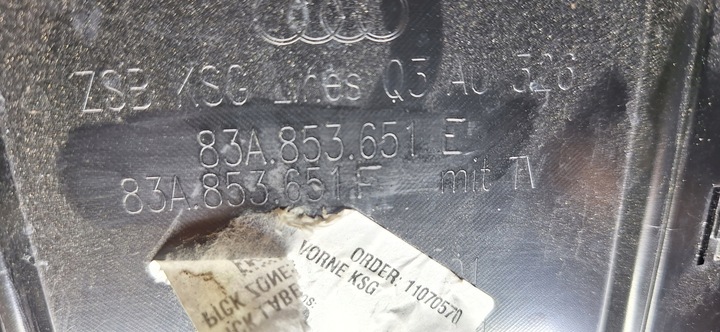 ZSB KSG Lines Q3 AU 326
83A.853.651 E
83A.853.651 F mit TV
ORDER: 11070570
VORNE KSG
PICK ZONE:
PICK LABEL